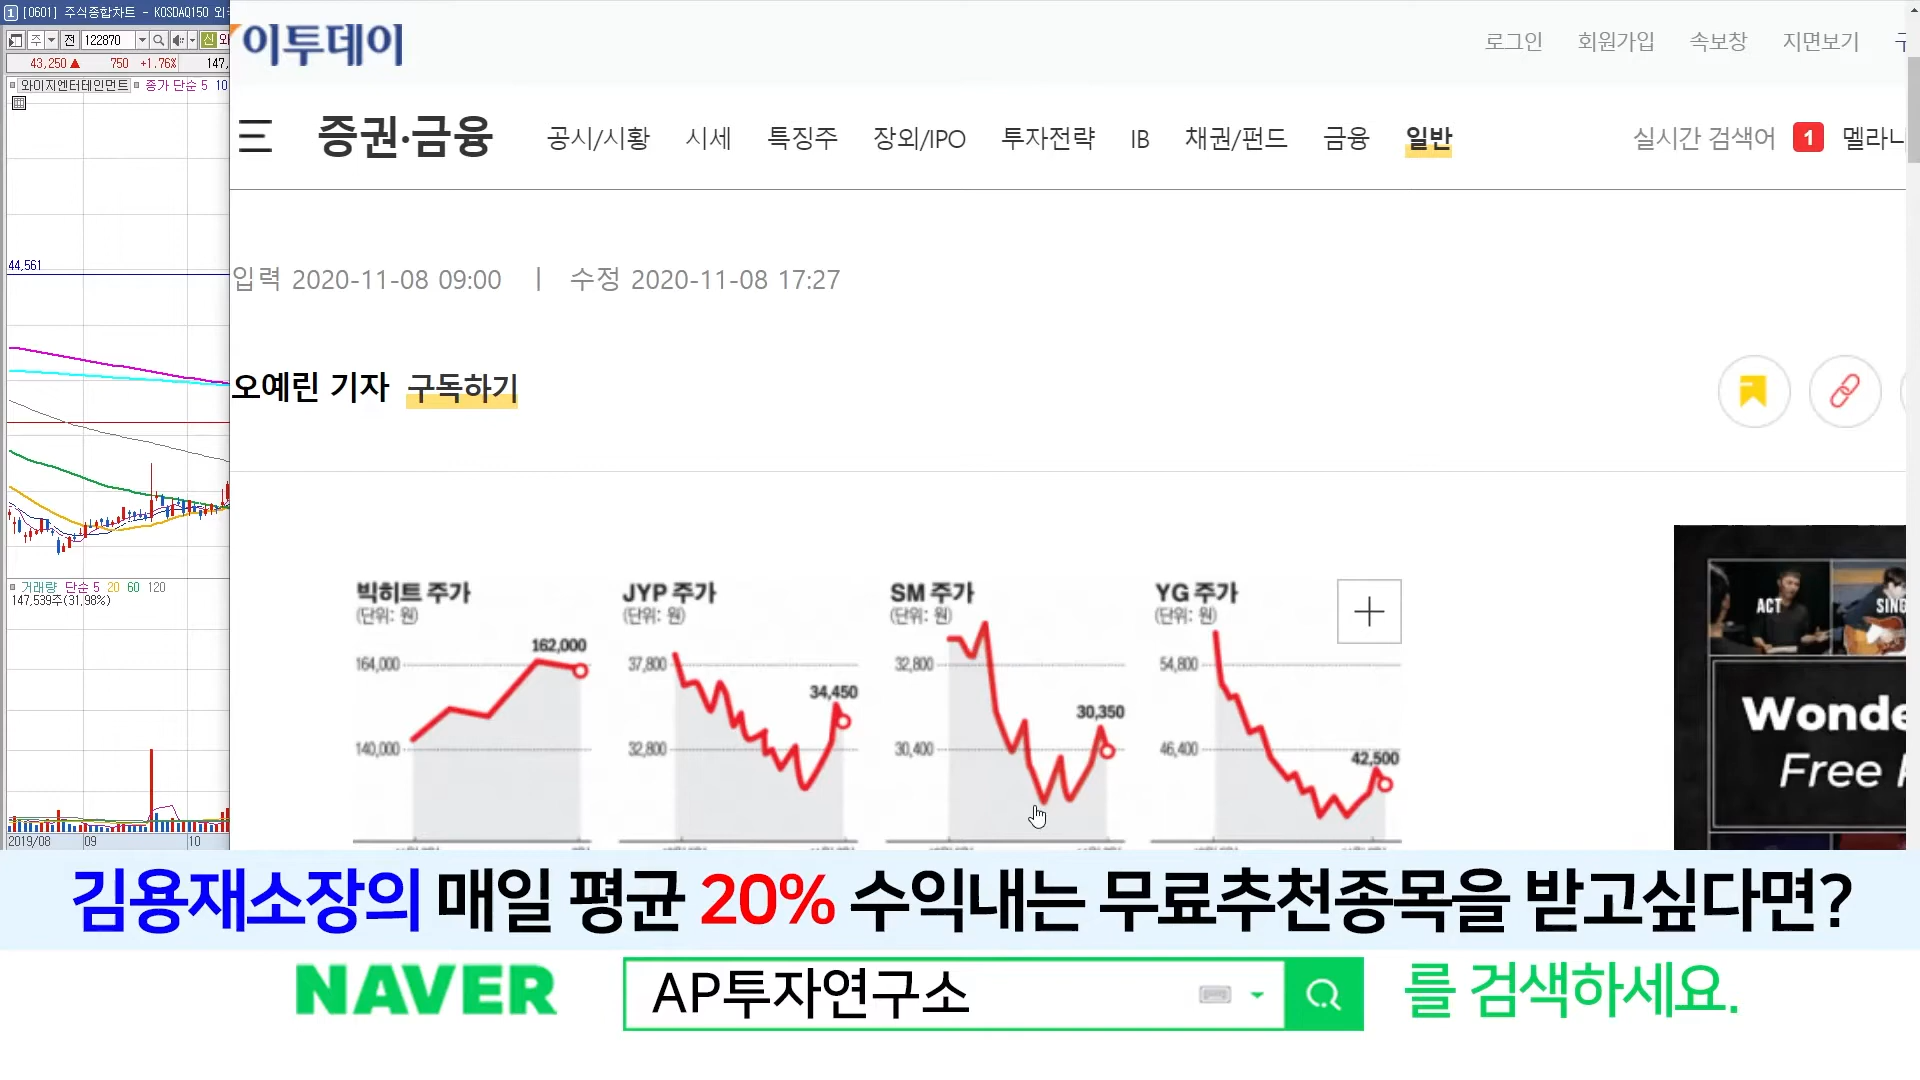 1 [0601] 주식종합차트 - KOSDAQ150
주 전 122870 신
43,250▲ 750 +1.76% 147,
와이지엔터테인먼트 종가 단순 5 10
44,561
거래량 단순 5 20 60 120
147,539주(31,98%)
2019/08 09 10
이투데이
로그인 회원가입 속보창 지면보기
증권·금융 공시/시황 시세 특징주 장외/IPO 투자전략 IB 채권/펀드 금융 일반 실시간 검색어 1 멜라니
입력 2020-11-08 09:00 | 수정 2020-11-08 17:27
오예린 기자 구독하기
빅히트 주가
(단위: 원)
162,000
164,000
140,000
JYP 주가
(단위: 원)
37,800
34,450
32,800
SM 주가
(단위: 원)
32,800
30,350
30,400
YG 주가
(단위: 원)
54,800
46,400
42,500
ACT SING
Wonde
Free
김용재소장의 매일 평균 20% 수익내는 무료추천종목을 받고싶다면?
NAVER AP투자연구소 를 검색하세요.